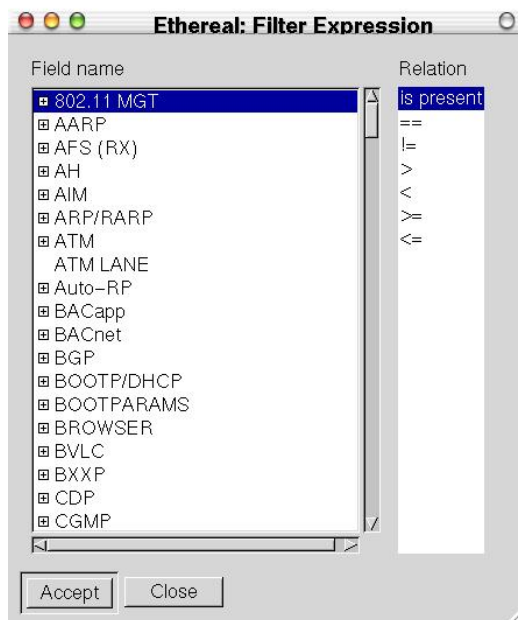 Ethereal: Filter Expression
Field name
802.11 MGT
AARP
AFS (RX)
AH
AIM
ARP/RARP
ATM
ATM LANE
Auto-RP
BACapp
BACnet
BGP
BOOTP/DHCP
BOOTPARAMS
BROWSER
BVLC
BXXP
CDP
CGMP
Relation
is present
==
!=
>
<
>=
<=
Accept
Close